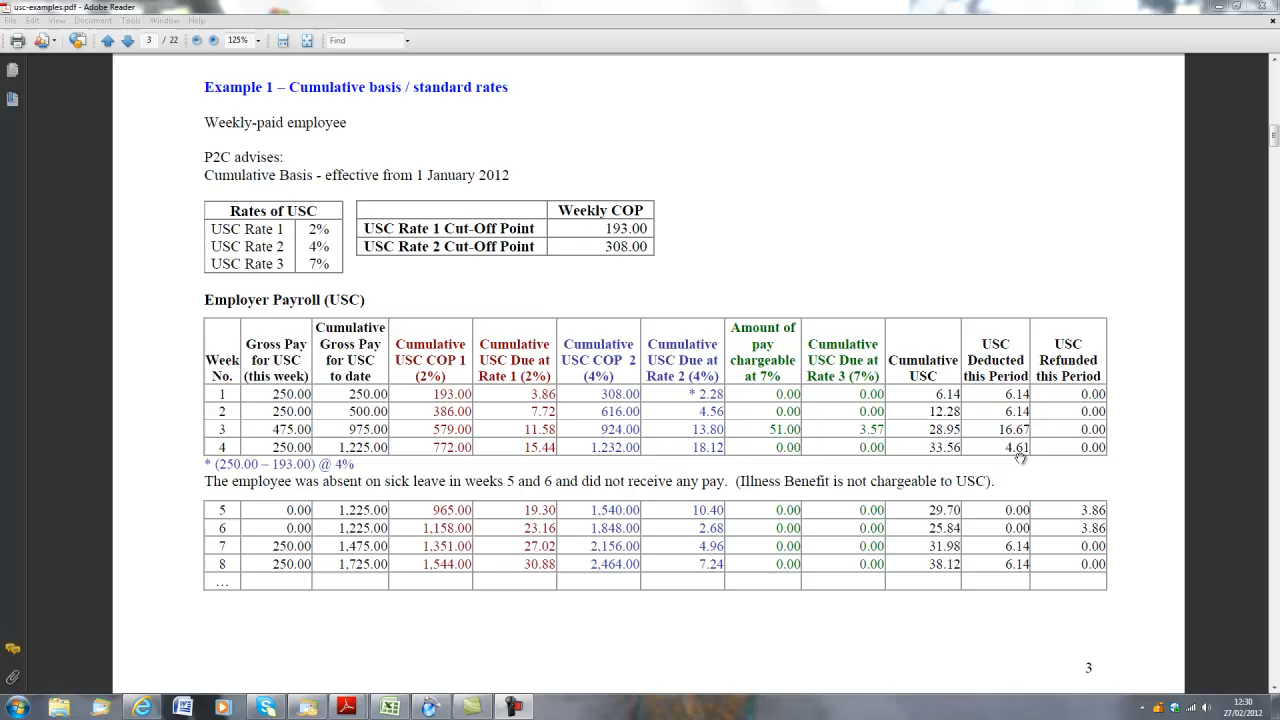 usc-examples.pdf - Adobe Reader
File Edit View Document Tools Window Help
3 / 22 125% Find
Example 1 – Cumulative basis / standard rates
Weekly-paid employee
P2C advises:
Cumulative Basis - effective from 1 January 2012
Rates of USC
USC Rate 1 2%
USC Rate 2 4%
USC Rate 3 7%
Weekly COP
USC Rate 1 Cut-Off Point 193.00
USC Rate 2 Cut-Off Point 308.00
Employer Payroll (USC)
Week No. Gross Pay for USC (this week) Cumulative Gross Pay for USC to date Cumulative USC COP 1 (2%) Cumulative USC Due at Rate 1 (2%) Cumulative USC COP 2 (4%) Cumulative USC Due at Rate 2 (4%) Amount of pay chargeable at 7% Cumulative USC Due at Rate 3 (7%) Cumulative USC USC Deducted this Period USC Refunded this Period
1 250.00 250.00 193.00 3.86 308.00 * 2.28 0.00 0.00 6.14 6.14 0.00
2 250.00 500.00 386.00 7.72 616.00 4.56 0.00 0.00 12.28 6.14 0.00
3 475.00 975.00 579.00 11.58 924.00 13.80 51.00 3.57 28.95 16.67 0.00
4 250.00 1,225.00 772.00 15.44 1,232.00 18.12 0.00 0.00 33.56 4.61 0.00
* (250.00 – 193.00) @ 4%
The employee was absent on sick leave in weeks 5 and 6 and did not receive any pay. (Illness Benefit is not chargeable to USC).
5 0.00 1,225.00 965.00 19.30 1,540.00 10.40 0.00 0.00 29.70 0.00 3.86
6 0.00 1,225.00 1,158.00 23.16 1,848.00 2.68 0.00 0.00 25.84 0.00 3.86
7 250.00 1,475.00 1,351.00 27.02 2,156.00 4.96 0.00 0.00 31.98 6.14 0.00
8 250.00 1,725.00 1,544.00 30.88 2,464.00 7.24 0.00 0.00 38.12 6.14 0.00
…
3
12:30
27/02/2012